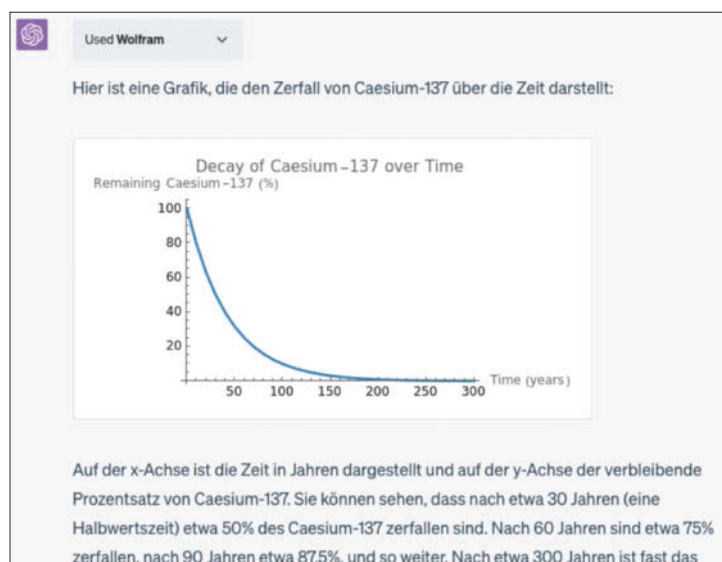 Used Wolfram
Hier ist eine Grafik, die den Zerfall von Caesium-137 über die Zeit darstellt:
Decay of Caesium-137 over Time
Remaining Caesium-137 (%)
100
80
60
40
20
50 100 150 200 250 300 Time (years)
Auf der x-Achse ist die Zeit in Jahren dargestellt und auf der y-Achse der verbleibende
Prozentsatz von Caesium-137. Sie können sehen, dass nach etwa 30 Jahren (eine
Halbwertszeit) etwa 50% des Caesium-137 zerfallen sind. Nach 60 Jahren sind etwa 75%
zerfallen, nach 90 Jahren etwa 87.5%, und so weiter. Nach etwa 300 Jahren ist fast das